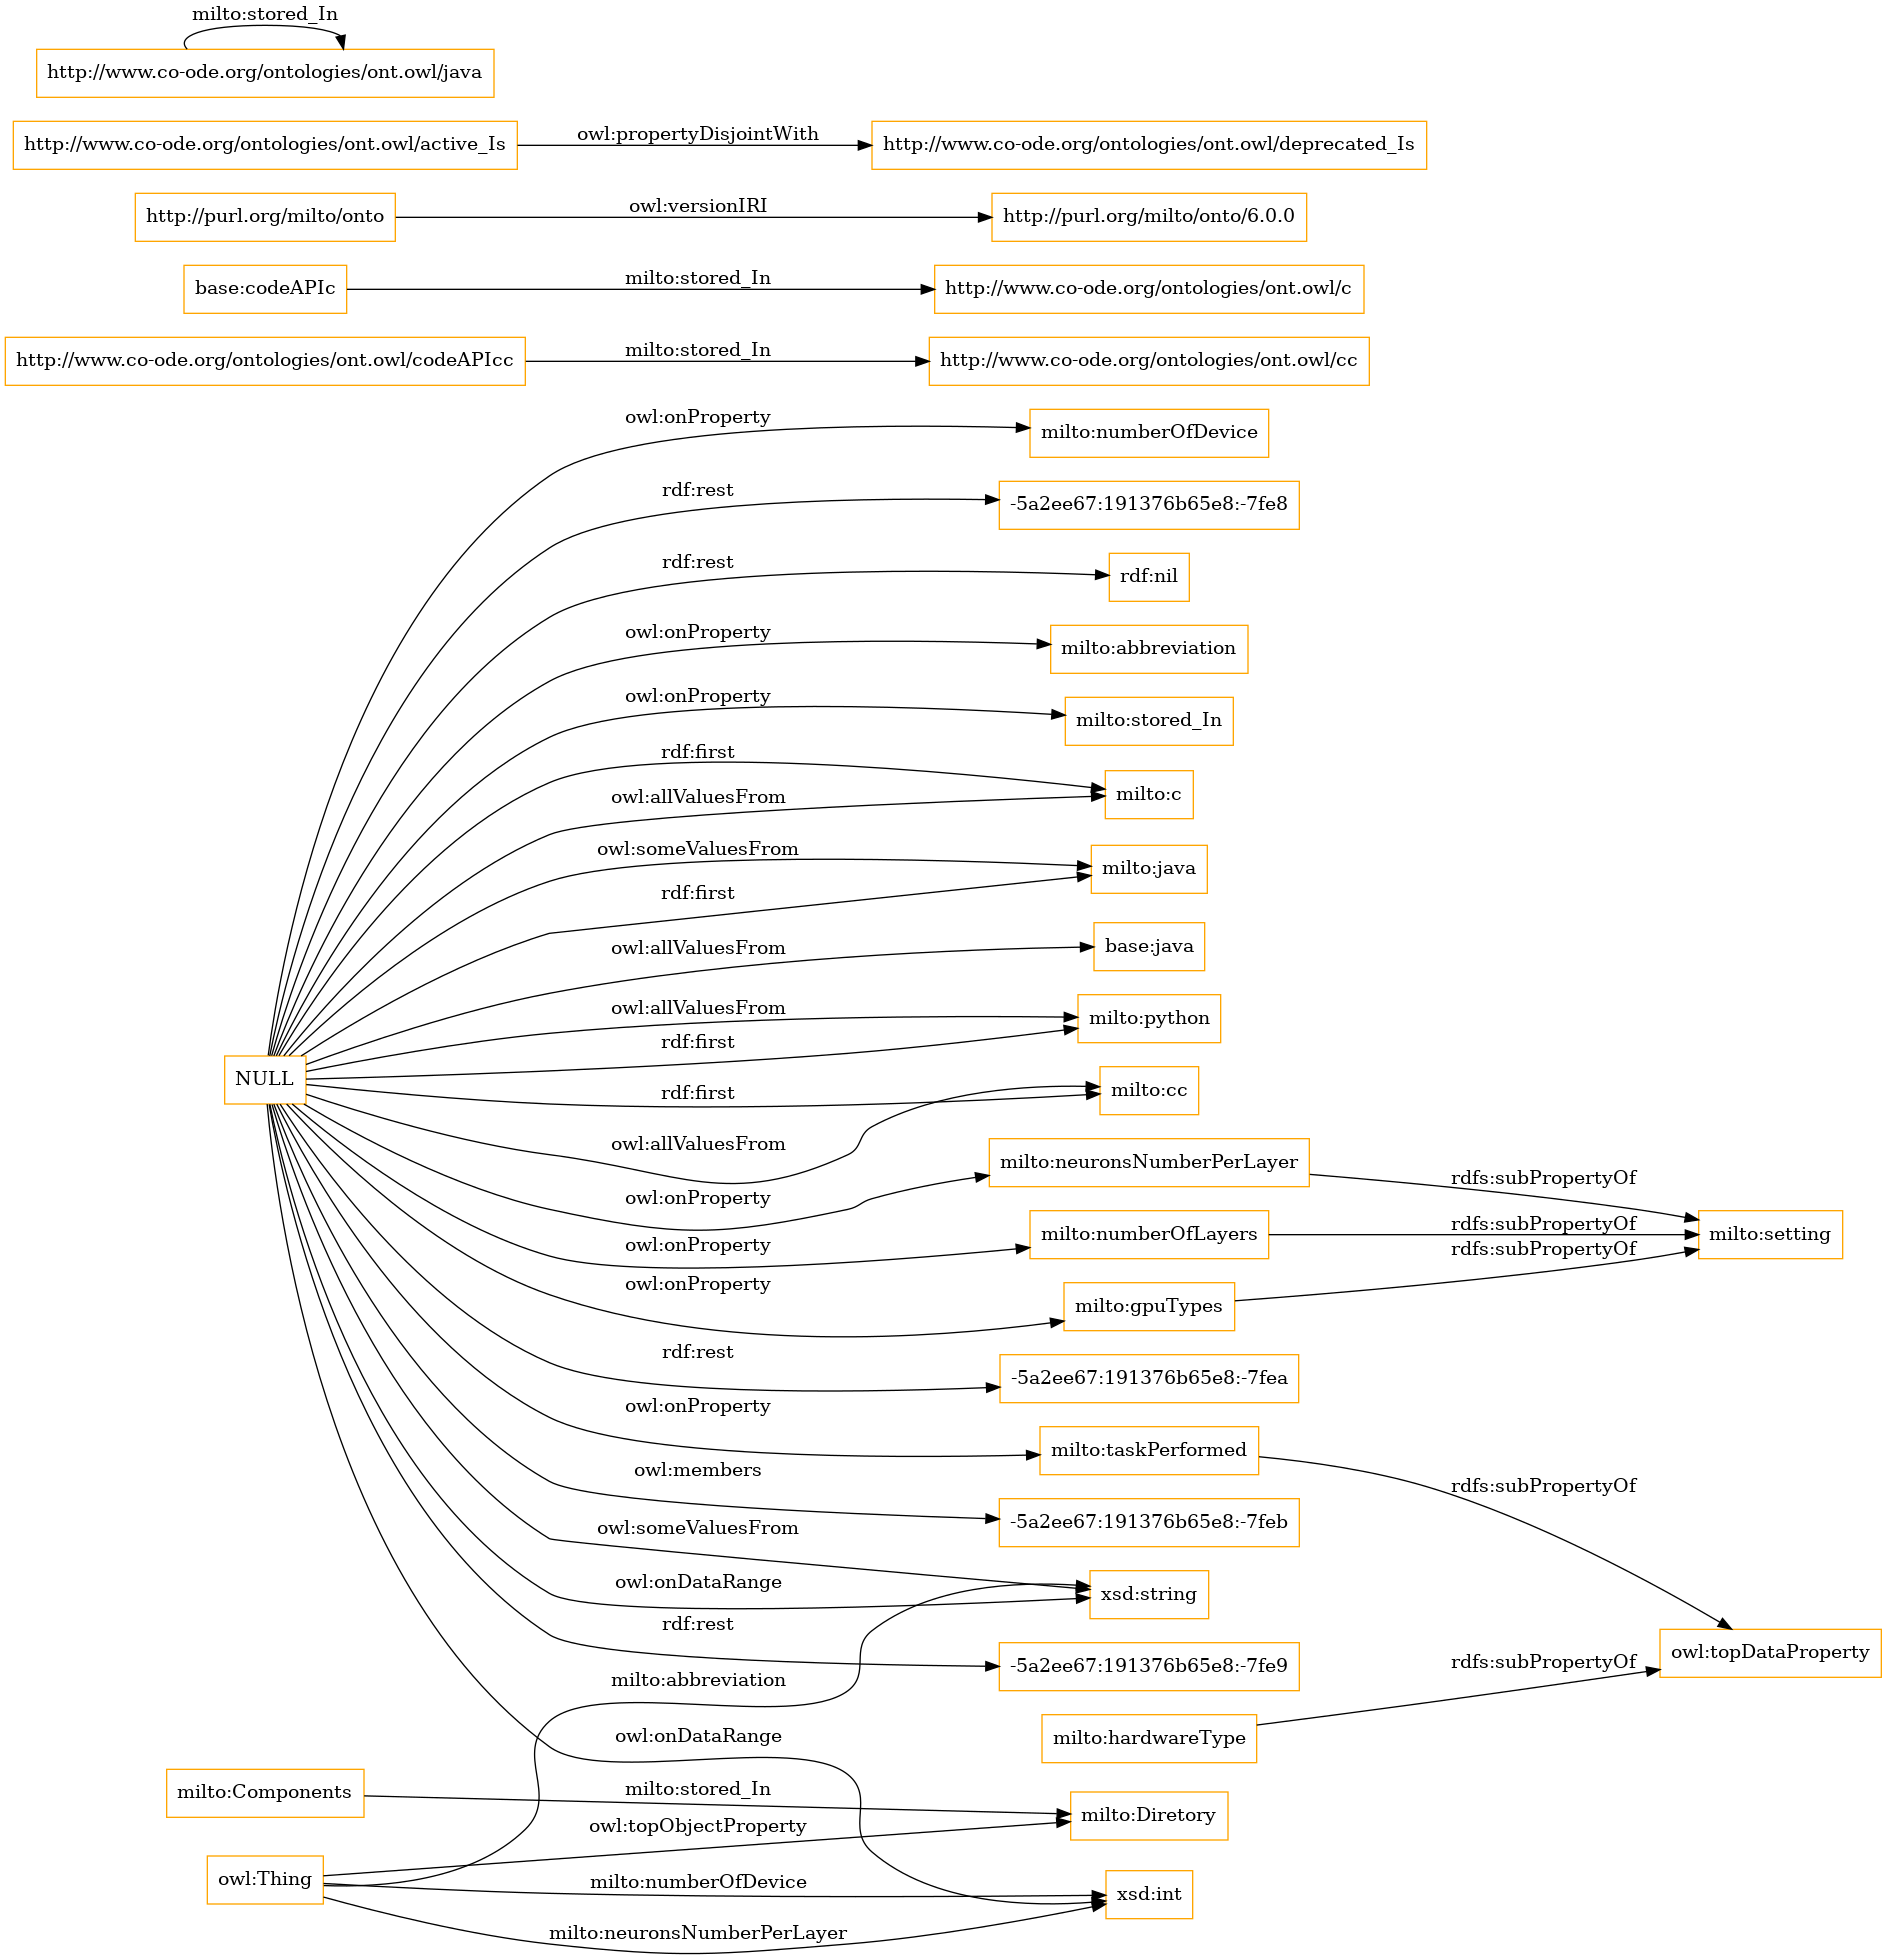 milto:stored_In
http://www.co-ode.org/ontologies/ont.owl/java
http://www.co-ode.org/ontologies/ont.owl/active_Is
owl:propertyDisjointWith
http://www.co-ode.org/ontologies/ont.owl/deprecated_Is
http://purl.org/milto/onto
owl:versionIRI
http://purl.org/milto/onto/6.0.0
base:codeAPIc
milto:stored_In
http://www.co-ode.org/ontologies/ont.owl/c
http://www.co-ode.org/ontologies/ont.owl/codeAPIcc
milto:stored_In
http://www.co-ode.org/ontologies/ont.owl/cc
owl:onProperty
milto:numberOfDevice
rdf:rest
-5a2ee67:191376b65e8:-7fe8
rdf:rest
rdf:nil
owl:onProperty
milto:abbreviation
owl:onProperty
milto:stored_In
rdf:first
owl:allValuesFrom
milto:c
owl:someValuesFrom
rdf:first
milto:java
owl:allValuesFrom
base:java
owl:allValuesFrom
milto:python
rdf:first
NULL
rdf:first
milto:cc
owl:allValuesFrom
owl:onProperty
milto:neuronsNumberPerLayer
rdfs:subPropertyOf
owl:onProperty
milto:numberOfLayers
rdfs:subPropertyOf
milto:setting
owl:onProperty
milto:gpuTypes
rdfs:subPropertyOf
rdf:rest
-5a2ee67:191376b65e8:-7fea
owl:onProperty
milto:taskPerformed
rdfs:subPropertyOf
owl:members
-5a2ee67:191376b65e8:-7feb
owl:someValuesFrom
owl:onDataRange
xsd:string
rdf:rest
-5a2ee67:191376b65e8:-7fe9
owl:topDataProperty
milto:abbreviation
rdfs:subPropertyOf
milto:hardwareType
owl:onDataRange
milto:Components
milto:stored_In
milto:Diretory
owl:topObjectProperty
owl:Thing
milto:numberOfDevice
xsd:int
milto:neuronsNumberPerLayer